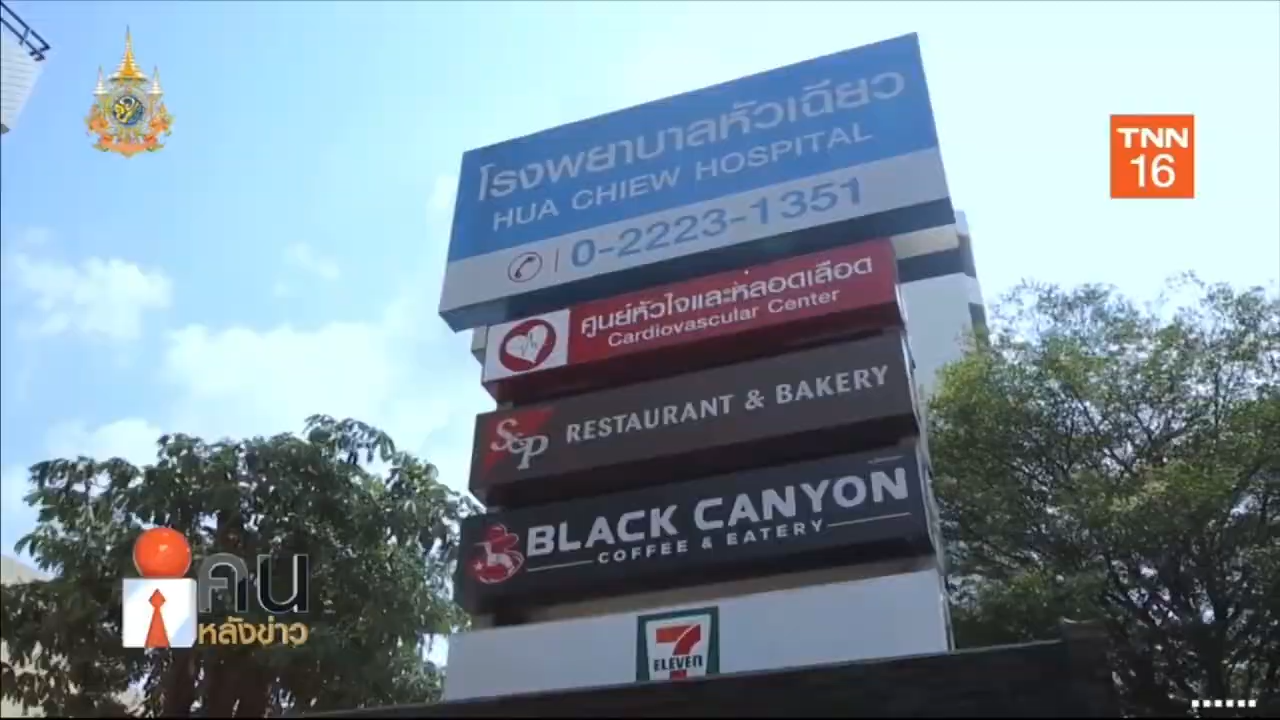 โรงพยาบาลหัวเฉียว
HUA CHIEW HOSPITAL
0-2223-1351
ศูนย์หัวใจและหลอดเลือด
Cardiovascular Center
S&P RESTAURANT & BAKERY
BLACK CANYON
COFFEE & EATERY
7 ELEVEN
TNN
16
คน
หลังข่าว